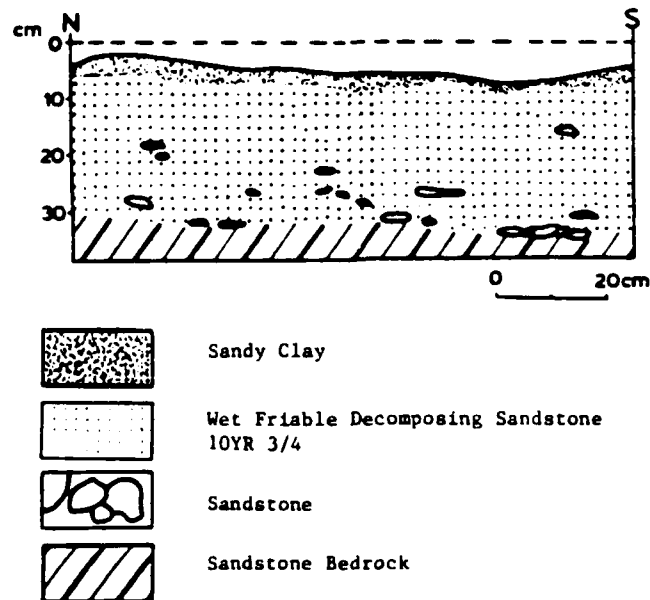 cm N S
0
10
20
30
0 20cm
Sandy Clay
Wet Friable Decomposing Sandstone
10YR 3/4
Sandstone
Sandstone Bedrock